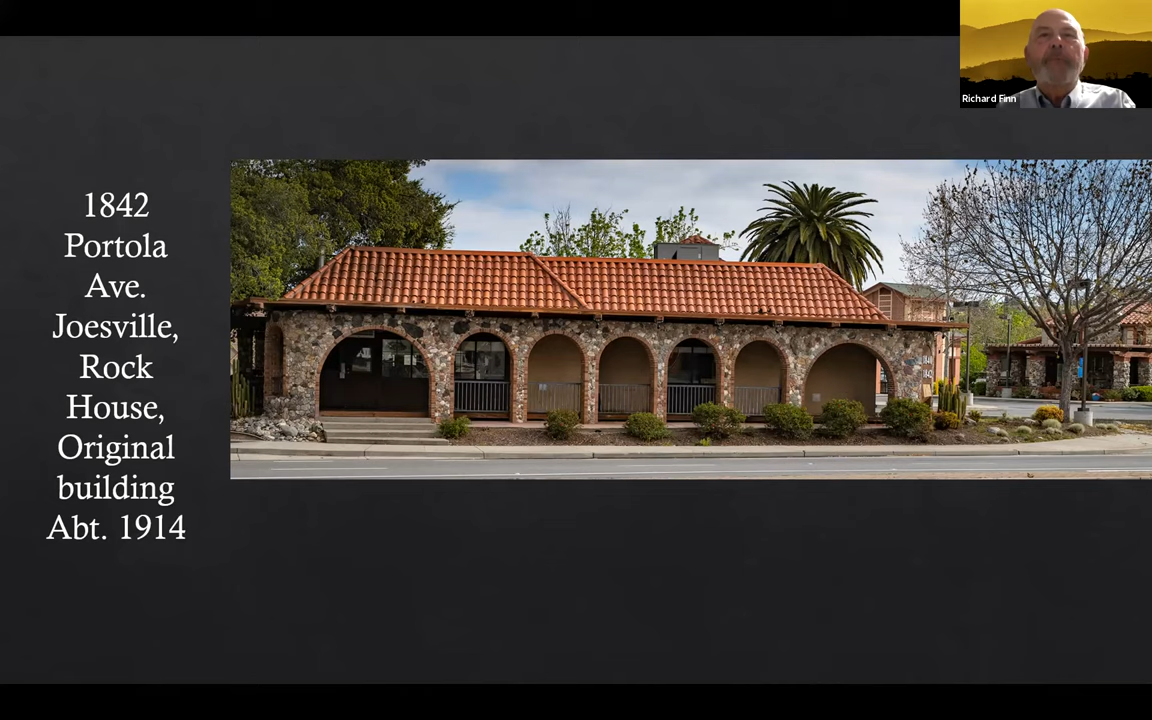 Richard Finn
1842
Portola
Ave.
Joesville,
Rock
House,
Original
building
Abt. 1914